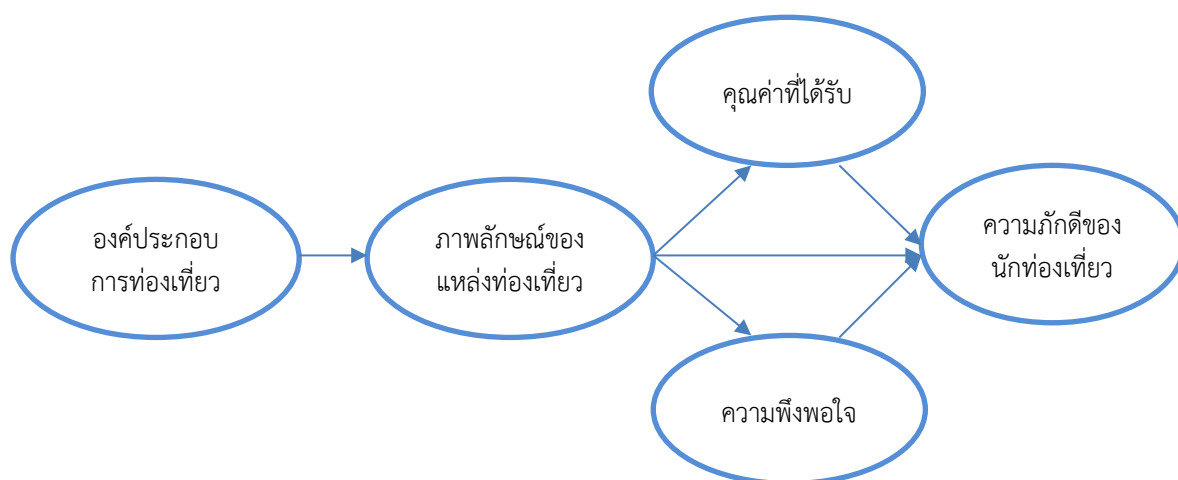 คุณค่าที่ได้รับ
องค์ประกอบ
การท่องเที่ยว
ภาพลักษณ์ของ
แหล่งท่องเที่ยว
ความภักดีของ
นักท่องเที่ยว
ความพึงพอใจ